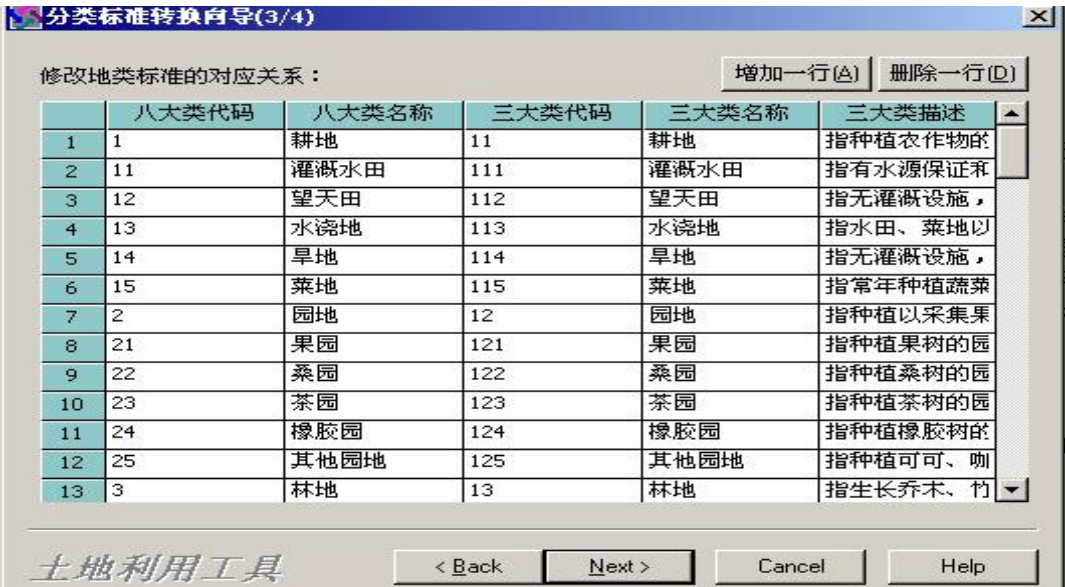 分类标准转换向导(3/4)
修改地类标准的对应关系： 增加一行(A) 删除一行(D)
八大类代码 八大类名称 三大类代码 三大类名称 三大类描述
1 1 耕地 11 耕地 指种植农作物的
2 11 灌溉水田 111 灌溉水田 指有水源保证和
3 12 望天田 112 望天田 指无灌溉设施，
4 13 水浇地 113 水浇地 指水田、菜地以
5 14 旱地 114 旱地 指无灌溉设施，
6 15 菜地 115 菜地 指常年种植蔬菜
7 2 园地 12 园地 指种植以采集果
8 21 果园 121 果园 指种植果树的园
9 22 桑园 122 桑园 指种植桑树的园
10 23 茶园 123 茶园 指种植茶树的园
11 24 橡胶园 124 橡胶园 指种植橡胶树的
12 25 其他园地 125 其他园地 指种植可可、咖
13 3 林地 13 林地 指生长乔木、竹
土地利用工具 < Back Next > Cancel Help